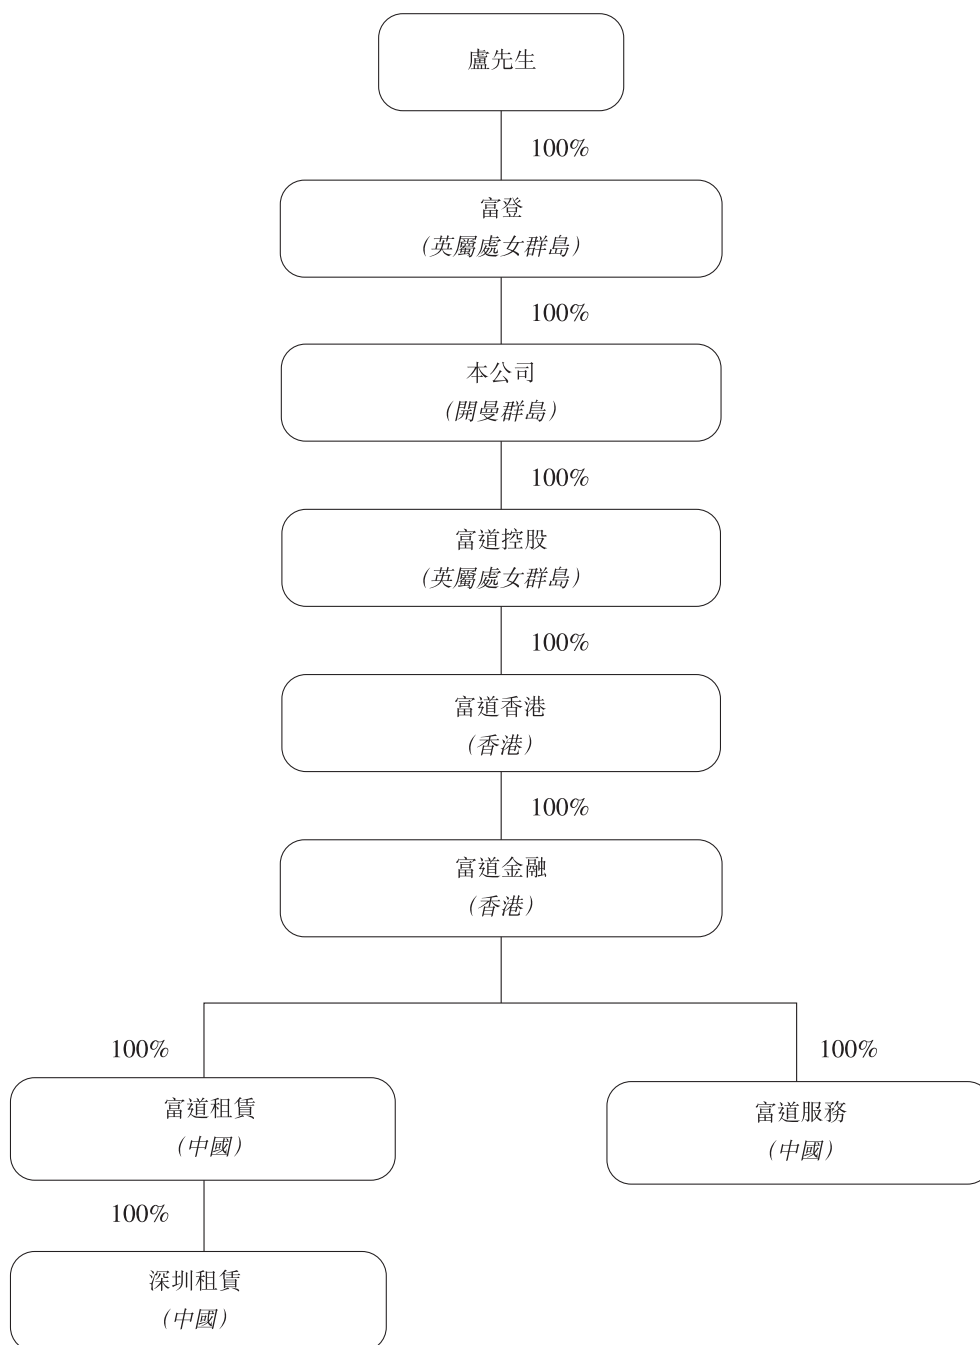 盧先生
100%
富登
(英屬處女群島)
100%
本公司
(開曼群島)
100%
富道控股
(英屬處女群島)
100%
富道香港
(香港)
100%
富道金融
(香港)
100%
100%
富道租賃
(中國)
富道服務
(中國)
100%
深圳租賃
(中國)